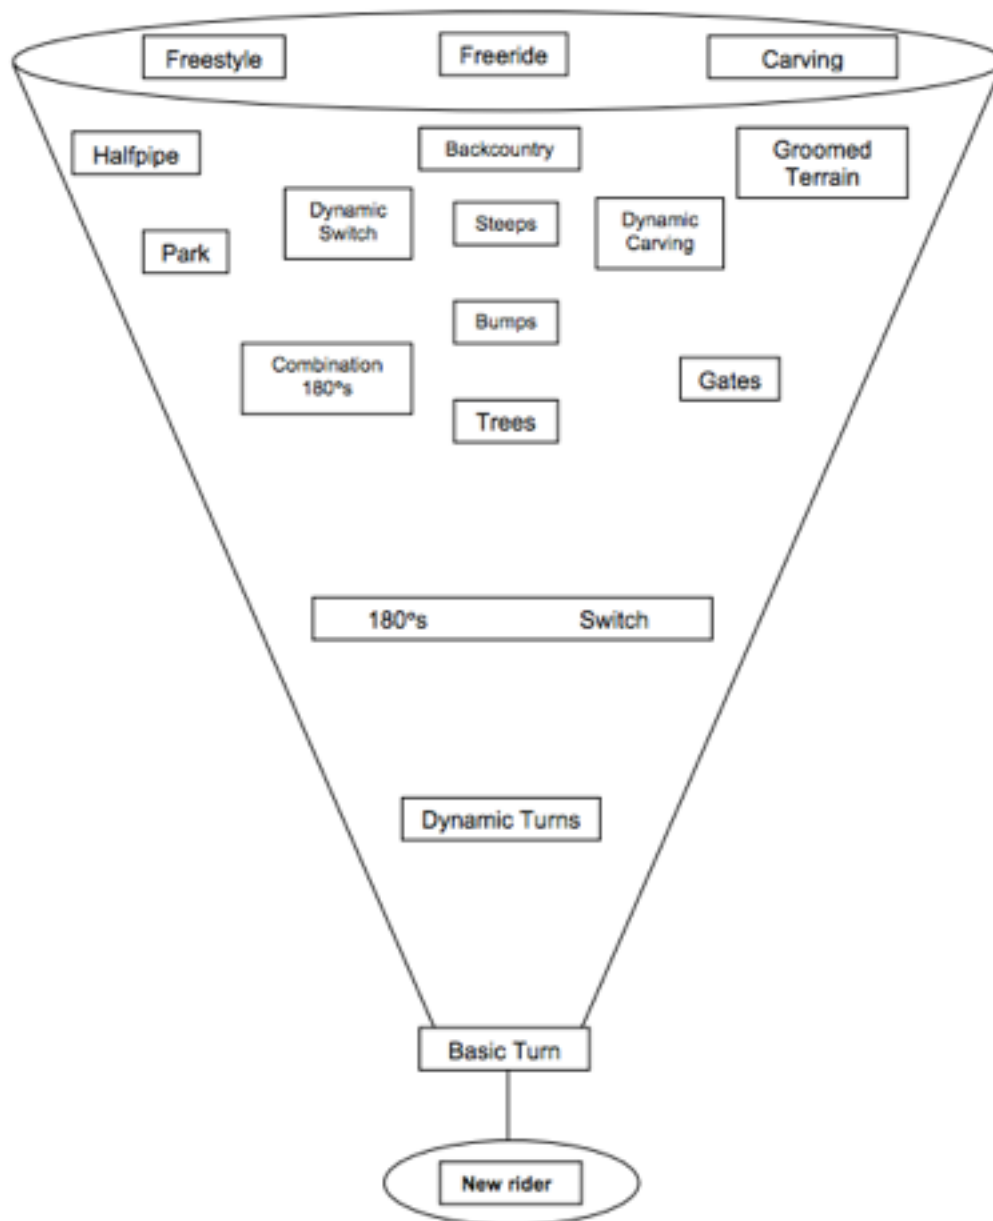 Freestyle
Freeride
Carving
Halfpipe
Backcountry
Groomed
Terrain
Dynamic
Switch
Steeps
Dynamic
Carving
Park
Bumps
Combination
180°s
Gates
Trees
180°s Switch
Dynamic Turns
Basic Turn
New rider